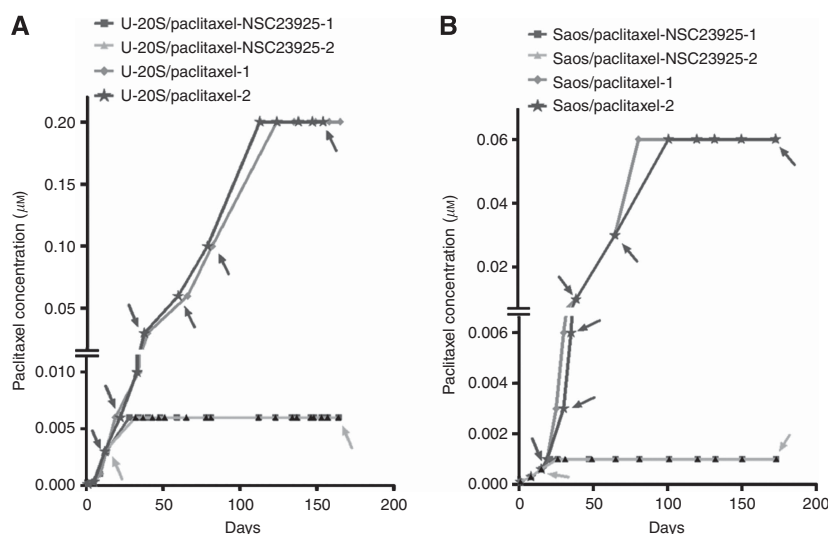 A
U-20S/paclitaxel-NSC23925-1
U-20S/paclitaxel-NSC23925-2
U-20S/paclitaxel-1
U-20S/paclitaxel-2
Paclitaxel concentration (μM)
0.20
0.15
0.10
0.05
0.010
0.005
0.000
0 50 100 150 200
Days
B
Saos/paclitaxel-NSC23925-1
Saos/paclitaxel-NSC23925-2
Saos/paclitaxel-1
Saos/paclitaxel-2
Paclitaxel concentration (μM)
0.06
0.04
0.02
0.006
0.004
0.002
0.000
0 50 100 150 200
Days